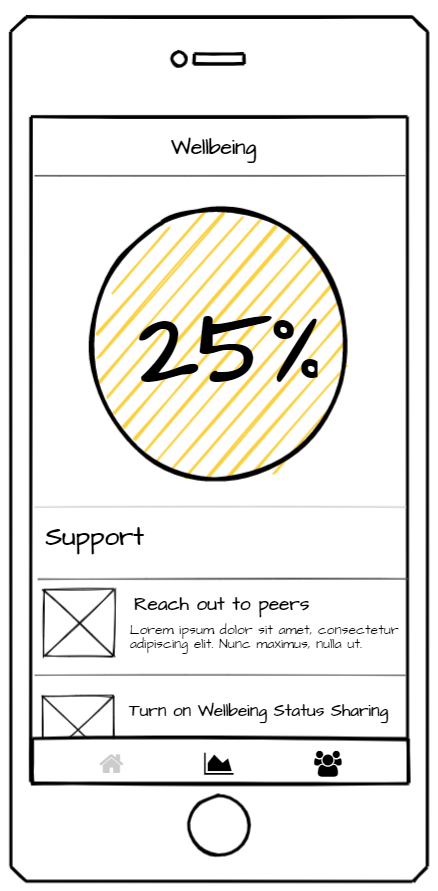 Wellbeing
25%
Support
Reach out to peers
Lorem ipsum dolor sit amet, consectetur
adipiscing elit. Nunc maximus, nulla ut.
Turn on Wellbeing Status Sharing